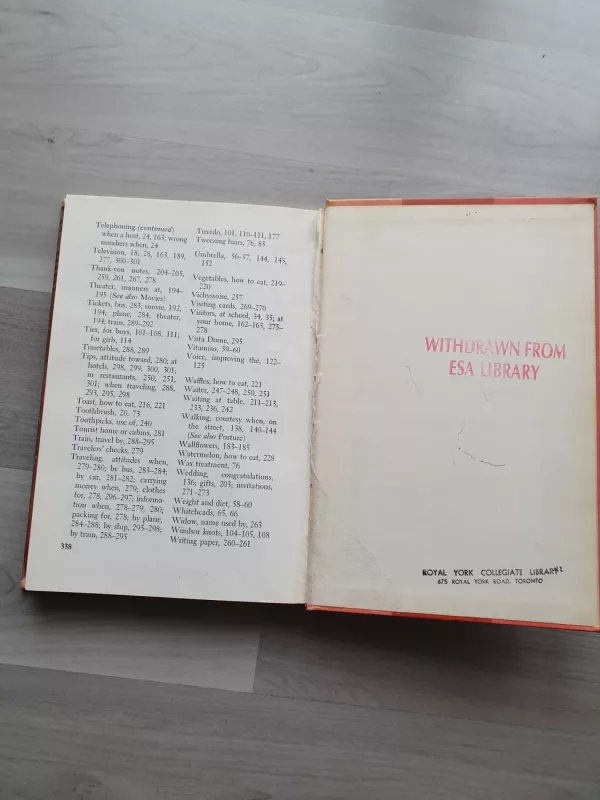 Telephoning (continued)
when a host, 24, 163; wrong
numbers when, 24
Television, 18, 28, 163, 189,
277, 300–301
Thank-you notes, 204–205,
259, 261, 267, 278
Theater, manners at, 194–
195 (See also Movies)
Tickets, bus, 283; movie, 192,
194; plane, 284; theater,
194; train, 289–292
Ties, for boys, 101–108, 111;
for girls, 114
Timetables, 288, 289
Tips, attitude toward, 280; at
hotels, 298, 299, 300, 301;
in restaurants, 250, 251,
301; when traveling, 288,
293, 295, 298
Toast, how to eat, 216, 221
Toothbrush, 20, 73
Toothpicks, use of, 240
Tourist home or cabins, 281
Train, travel by, 288–295
Travelers' checks, 279
Traveling, attitudes when,
279–280; by bus, 283–284;
by car, 281–282; carrying
money when, 279; clothes
for, 278, 296–297; informa-
tion when, 278–279, 280;
packing for, 278; by plane,
284–288; by ship, 295–298;
by train, 288–295
338
Tuxedo, 101, 110–111, 177
Tweezing hairs, 76, 85
Umbrella, 56–57, 144, 145,
152
Vegetables, how to eat, 219–
220
Vichyssoise, 257
Visiting cards, 269–270
Visitors, at school, 34, 35; at
your home, 162–163, 275–
278
Vista Dome, 295
Vitamins, 59–60
Voice, improving the, 122–
125
Waffles, how to eat, 221
Waiter, 247–248, 250, 251
Waiting at table, 211–213,
233, 236, 242
Walking, courtesy when, on
the street, 138, 140–144
(See also Posture)
Wallflowers, 183–185
Watermelon, how to eat, 228
Wax treatment, 76
Wedding, congratulations,
136; gifts, 203; invitations,
271–273
Weight and diet, 58–60
Whiteheads, 65, 66
Widow, name used by, 263
Windsor knots, 104–105, 108
Writing paper, 260–261
WITHDRAWN FROM
ESA LIBRARY
ROYAL YORK COLLEGIATE LIBRARY
675 ROYAL YORK ROAD, TORONTO